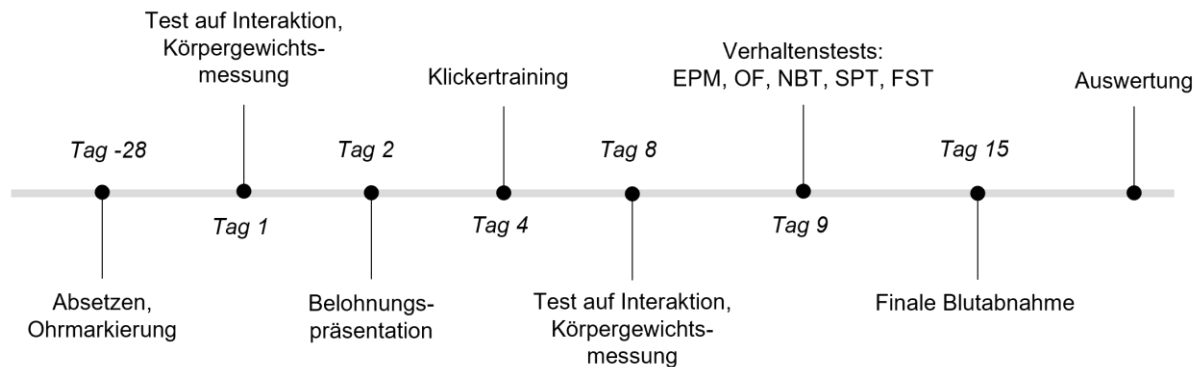 Test auf Interaktion,
Körpergewichts-
messung
Klickertraining
Verhaltenstests:
EPM, OF, NBT, SPT, FST
Auswertung
Tag -28
Tag 2
Tag 8
Tag 15
Tag 1
Tag 4
Tag 9
Absetzen,
Ohrmarkierung
Belohnungs-
präsentation
Test auf Interaktion,
Körpergewichts-
messung
Finale Blutabnahme